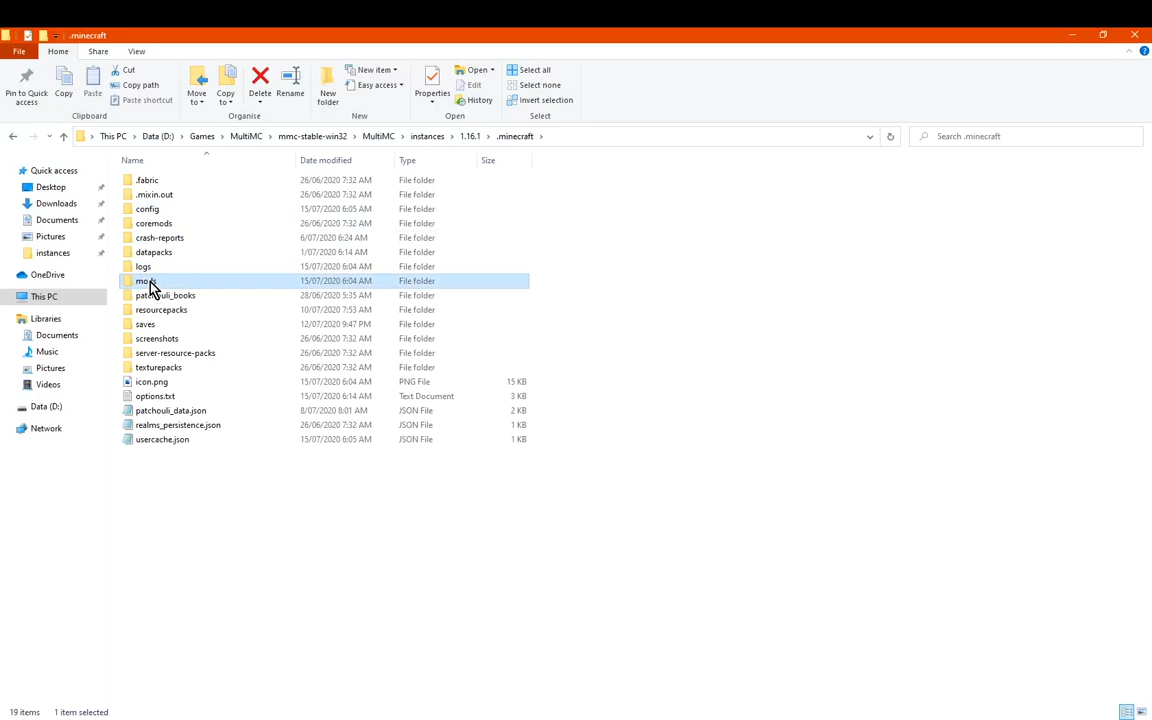 .minecraft
File Home Share View
Pin to Quick access
Copy
Paste
Cut
Copy path
Paste shortcut
Clipboard
Move to
Copy to
Delete
Rename
Organise
New folder
New item
Easy access
New
Properties
Open
Edit
History
Open
Select all
Select none
Invert selection
Select
This PC > Data (D:) > Games > MultiMC > mmc-stable-win32 > MultiMC > instances > 1.16.1 > .minecraft >
Search .minecraft
Quick access
Desktop
Downloads
Documents
Pictures
instances
OneDrive
This PC
Libraries
Documents
Music
Pictures
Videos
Data (D:)
Network
Name Date modified Type Size
.fabric 26/06/2020 7:32 AM File folder
.mixin.out 26/06/2020 7:32 AM File folder
config 15/07/2020 6:05 AM File folder
coremods 26/06/2020 7:32 AM File folder
crash-reports 6/07/2020 6:24 AM File folder
datapacks 1/07/2020 6:14 AM File folder
logs 15/07/2020 6:04 AM File folder
mods 15/07/2020 6:04 AM File folder
patchouli_books 28/06/2020 5:35 AM File folder
resourcepacks 10/07/2020 7:53 AM File folder
saves 12/07/2020 9:47 PM File folder
screenshots 26/06/2020 7:32 AM File folder
server-resource-packs 26/06/2020 7:32 AM File folder
texturepacks 26/06/2020 7:32 AM File folder
icon.png 15/07/2020 6:04 AM PNG File 15 KB
options.txt 15/07/2020 6:14 AM Text Document 3 KB
patchouli_data.json 8/07/2020 8:01 AM JSON File 2 KB
realms_persistence.json 26/06/2020 7:32 AM JSON File 1 KB
usercache.json 15/07/2020 6:05 AM JSON File 1 KB
19 items 1 item selected